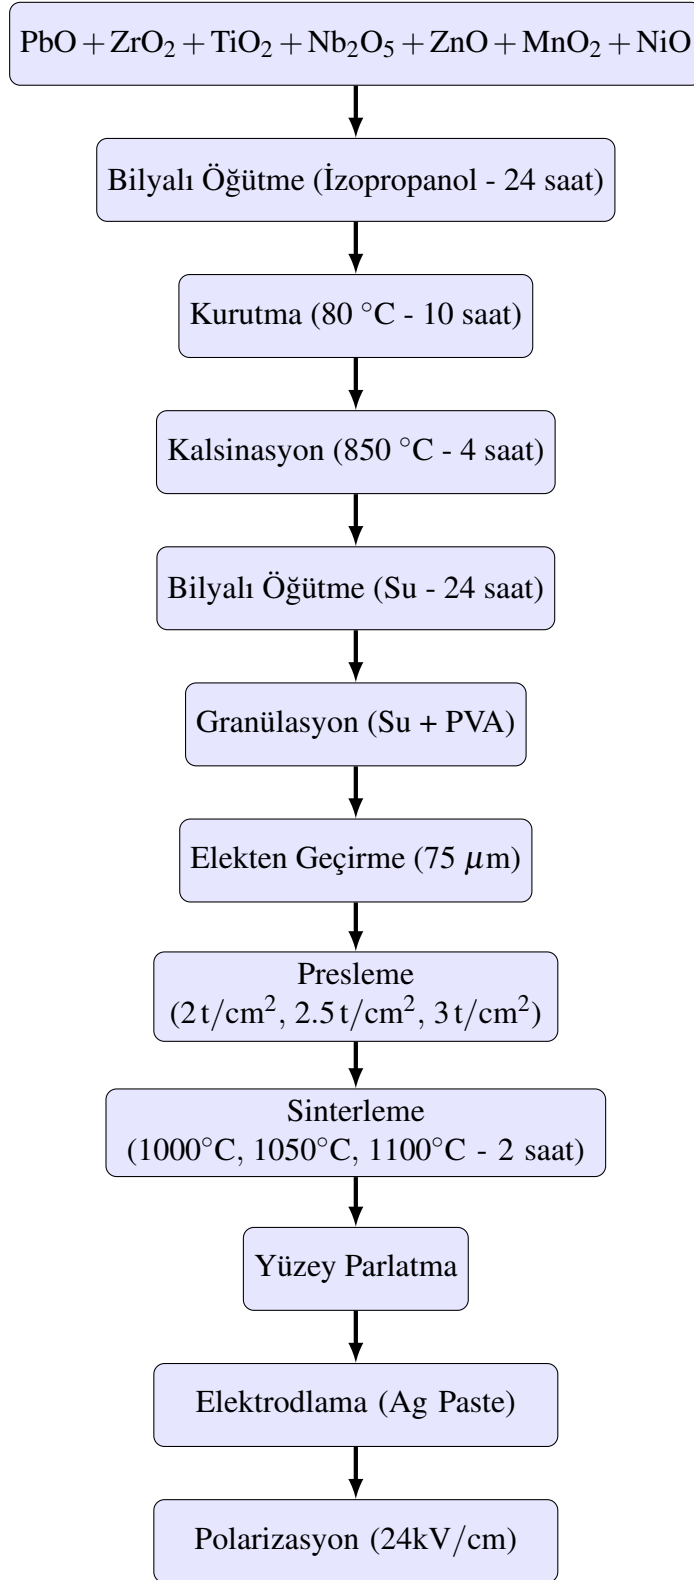 PbO + ZrO₂ + TiO₂ + Nb₂O₅ + ZnO + MnO₂ + NiO
Bilyalı Öğütme (İzopropanol - 24 saat)
Kurutma (80 °C - 10 saat)
Kalsinasyon (850 °C - 4 saat)
Bilyalı Öğütme (Su - 24 saat)
Granülasyon (Su + PVA)
Elekten Geçirme (75 μm)
Presleme
(2 t/cm², 2.5 t/cm², 3 t/cm²)
Sinterleme
(1000°C, 1050°C, 1100°C - 2 saat)
Yüzey Parlatma
Elektrodlama (Ag Paste)
Polarizasyon (24kV/cm)